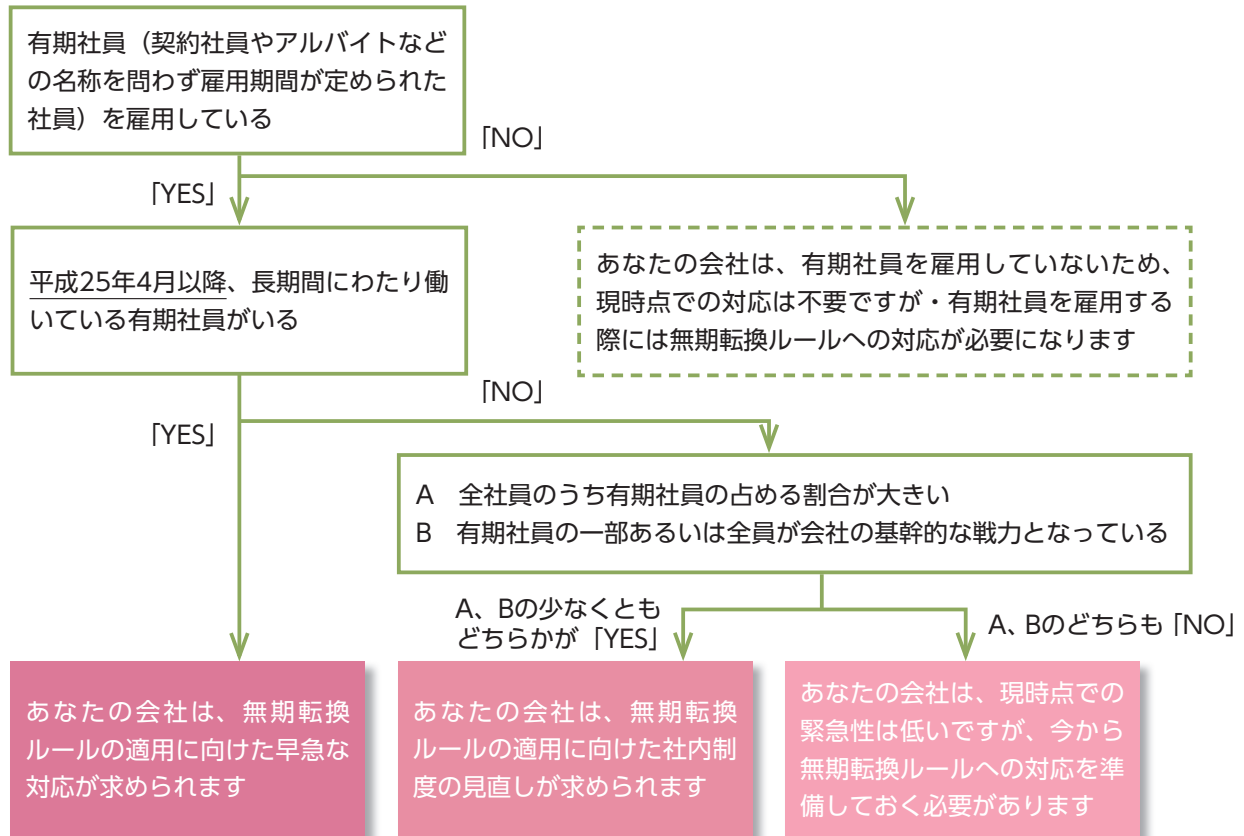 有期社員（契約社員やアルバイトなど
の名称を問わず雇用期間が定められた
社員）を雇用している
「NO」
「YES」
平成25年4月以降、長期間にわたり働
いている有期社員がいる
あなたの会社は、有期社員を雇用していないため、
現時点での対応は不要ですが・有期社員を雇用する
際には無期転換ルールへの対応が必要になります
「NO」
「YES」
A　全社員のうち有期社員の占める割合が大きい
B　有期社員の一部あるいは全員が会社の基幹的な戦力となっている
A、Bの少なくとも
どちらかが「YES」
A、Bのどちらも「NO」
あなたの会社は、無期転換
ルールの適用に向けた早急な
対応が求められます
あなたの会社は、無期転換
ルールの適用に向けた社内制
度の見直しが求められます
あなたの会社は、現時点での
緊急性は低いですが、今から
無期転換ルールへの対応を準
備しておく必要があります